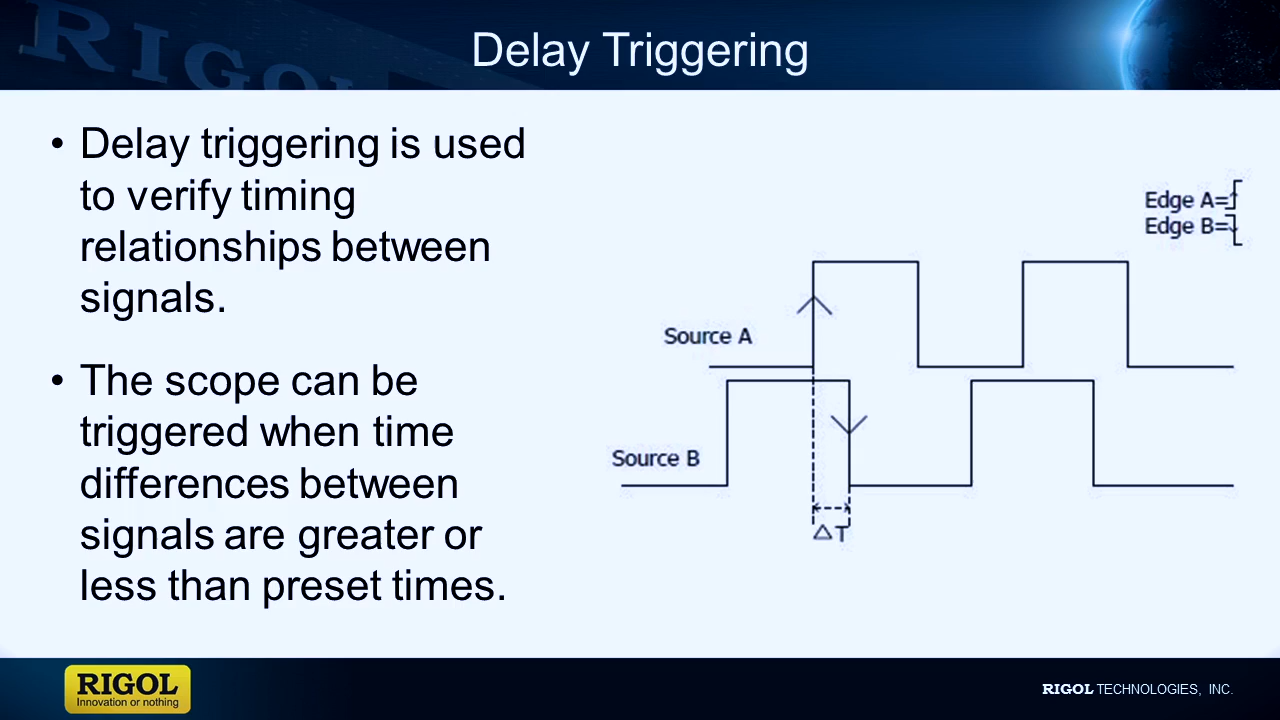 RIGOL
Delay Triggering
• Delay triggering is used
to verify timing
relationships between
signals.
• The scope can be
triggered when time
differences between
signals are greater or
less than preset times.
Edge A=
Edge B=
Source A
Source B
△T
RIGOL
Innovation or nothing
RIGOL TECHNOLOGIES, INC.